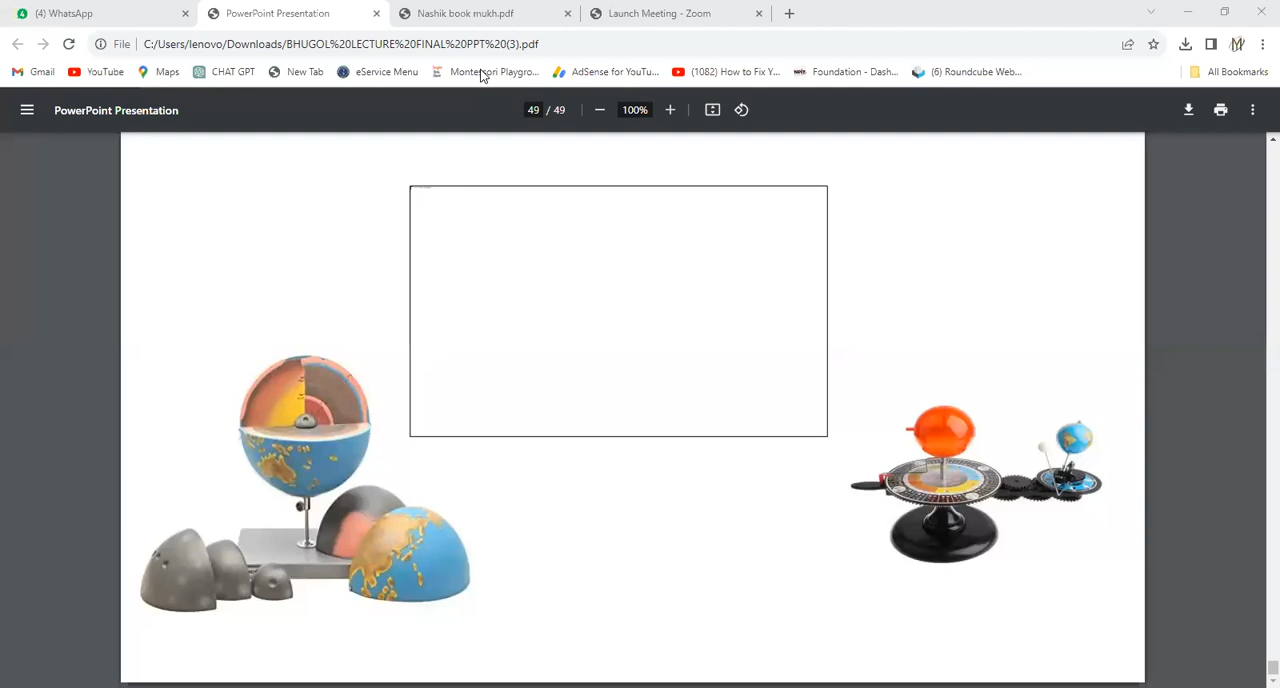 (4) WhatsApp
PowerPoint Presentation
Nashik book mukh.pdf
Launch Meeting - Zoom
File
C:/Users/lenovo/Downloads/BHUGOL%20LECTURE%20FINAL%20PPT%20(3).pdf
Gmail
YouTube
Maps
CHAT GPT
New Tab
eService Menu
Montessori Playgro...
AdSense for YouTu...
(1082) How to Fix Y...
Foundation - Dash...
(6) Roundcube Web...
All Bookmarks
PowerPoint Presentation
49 / 49
100%